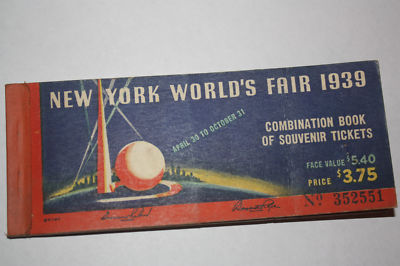 NEW YORK WORLD'S FAIR 1939
APRIL 30 TO OCTOBER 31
COMBINATION BOOK
OF SOUVENIR TICKETS
FACE VALUE $5.40
PRICE $3.75
Nº 352551